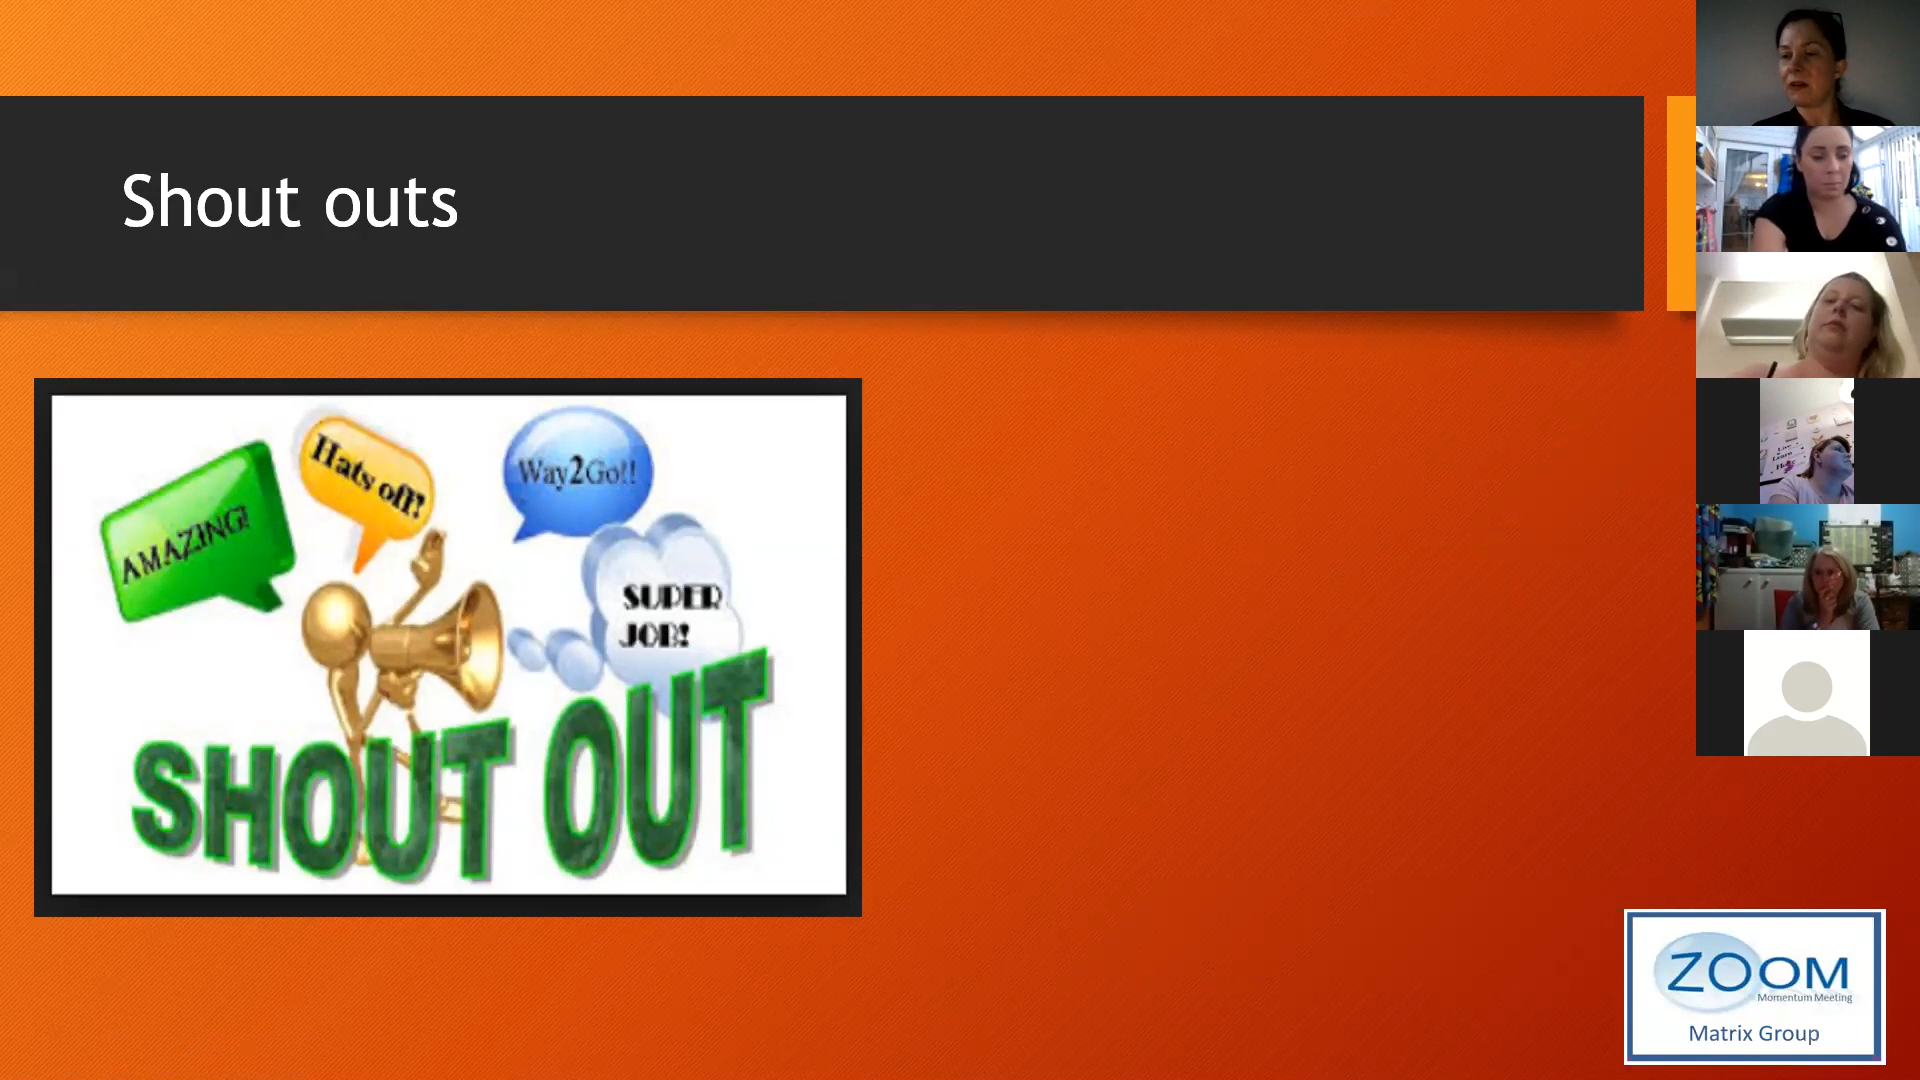 Shout outs
AMAZING!
Hats off!
Way2Go!!
SUPER
JOB!
SHOUT OUT
ZOOM
Momentum Meeting
Matrix Group